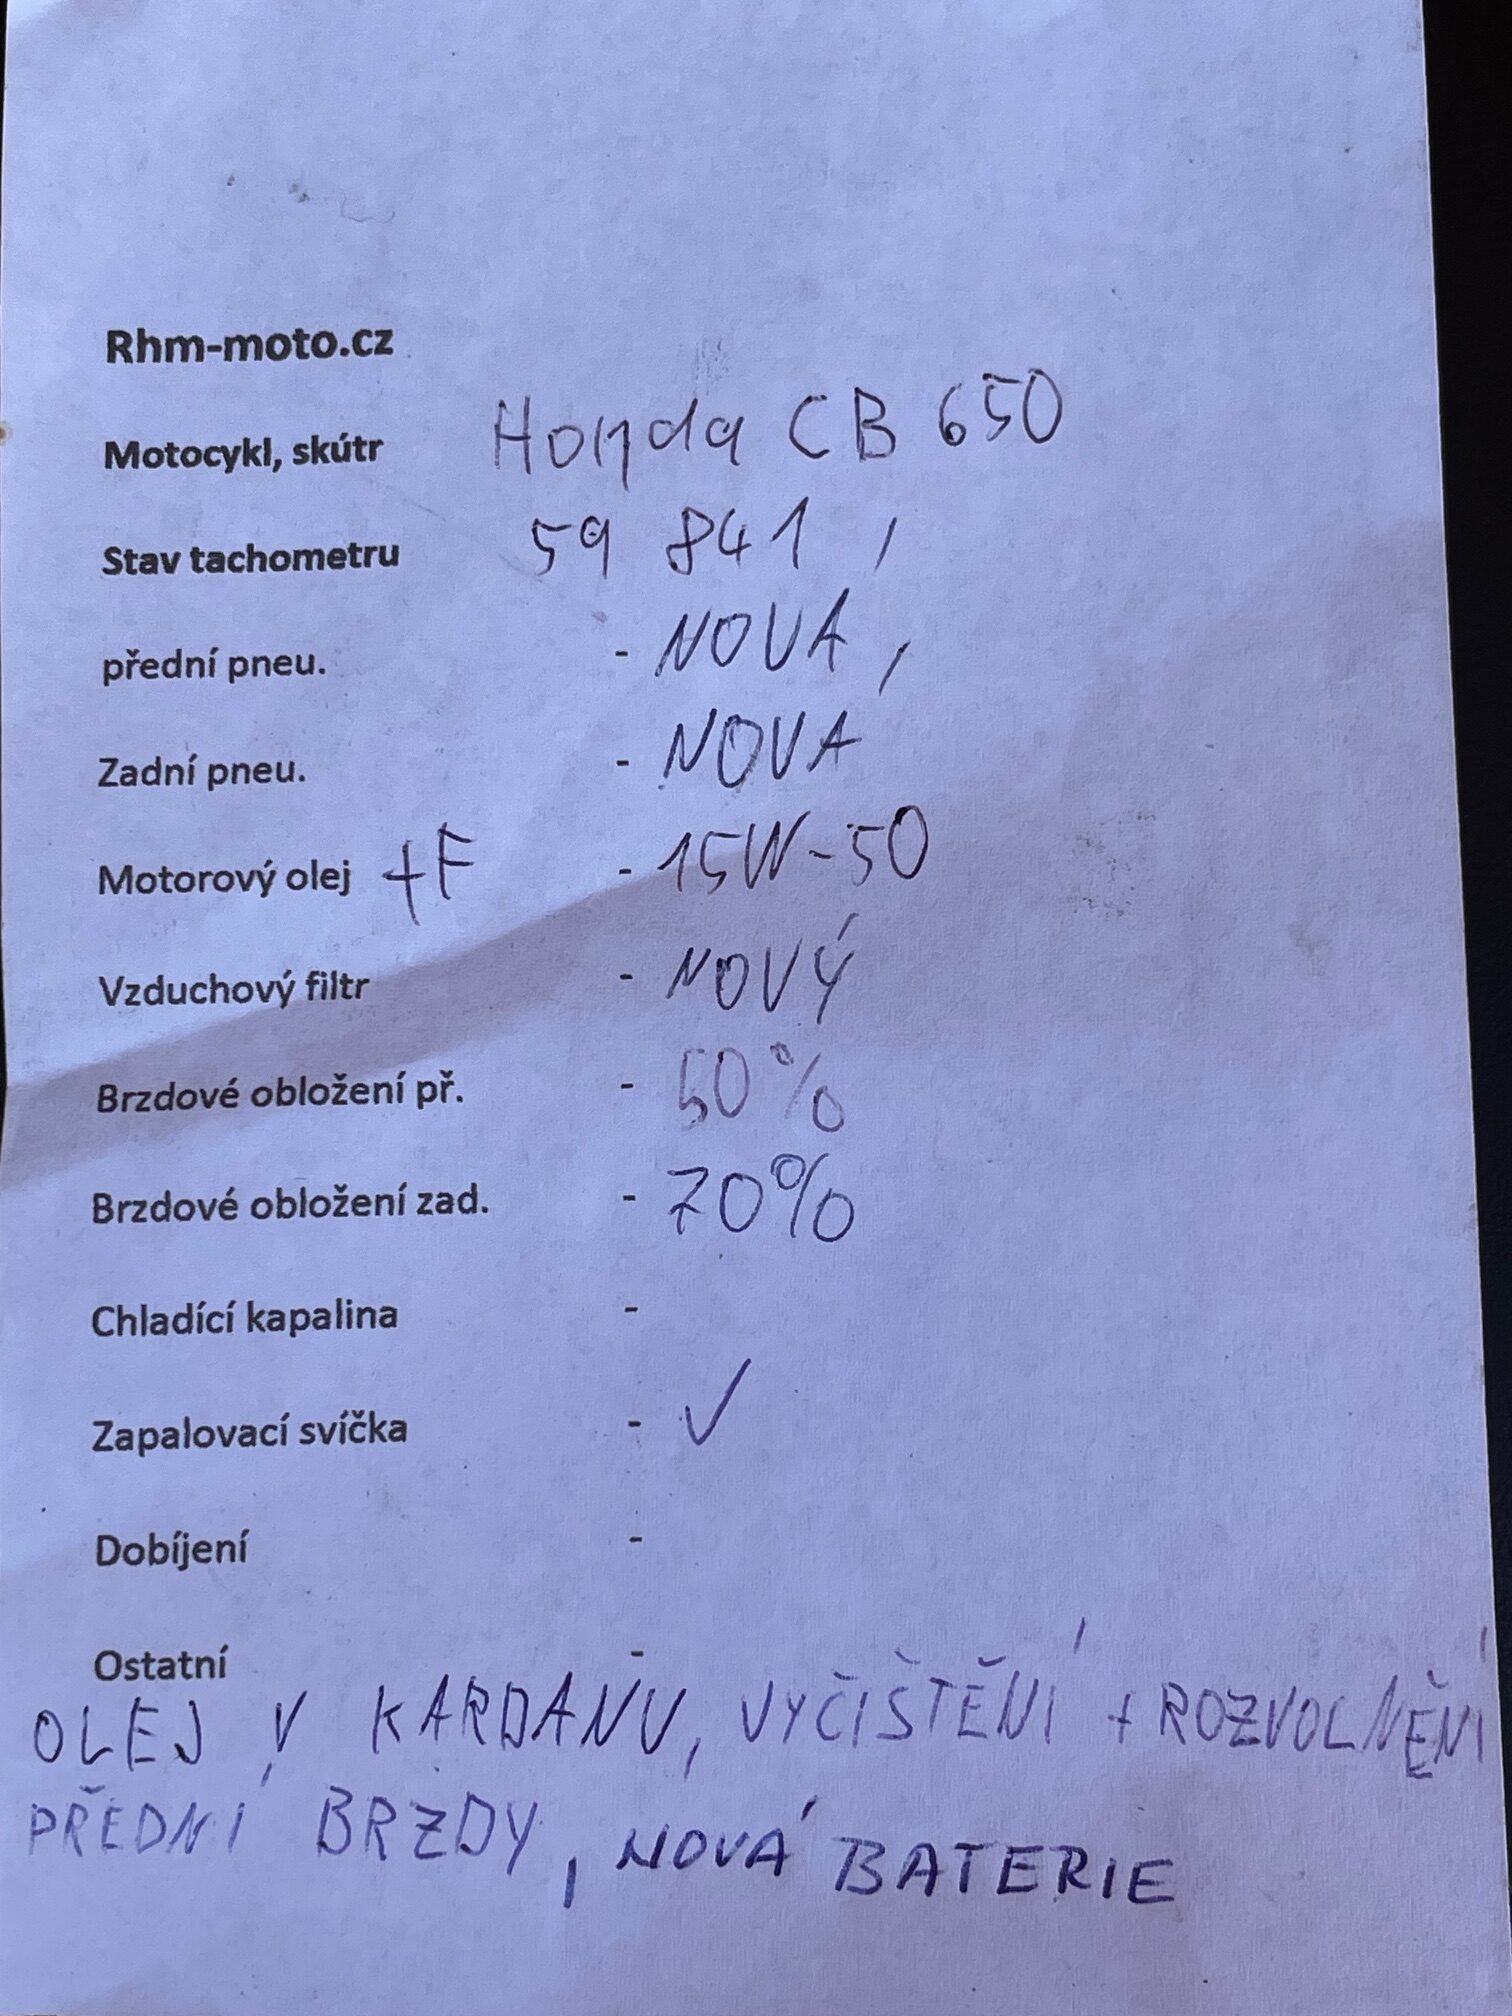 Rhm-moto.cz
Motocykl, skútr Honda CB 650
Stav tachometru 59 841
přední pneu. - NOVÁ
Zadní pneu. - NOVÁ
Motorový olej +F - 15W-50
Vzduchový filtr - NOVÝ
Brzdové obložení př. - 50%
Brzdové obložení zad. - 70%
Chladící kapalina -
Zapalovací svíčka - ✓
Dobíjení -
Ostatní -
OLEJ V KARDANU, VYČIŠTĚNÍ + ROZVOLNĚNÍ
PŘEDNÍ BRZDY, NOVÁ BATERIE